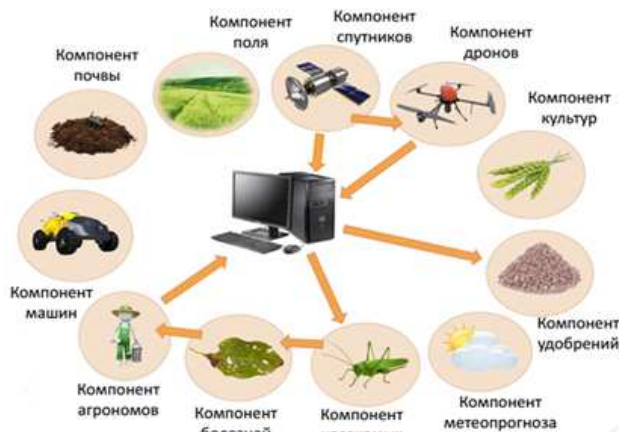 Компонент
почвы
Компонент
поля
Компонент
спутников
Компонент
дронов
Компонент
культур
Компонент
удобрений
Компонент
метеопрогноза
Компонент
Компонент
Компонент
агрономов
Компонент
машин